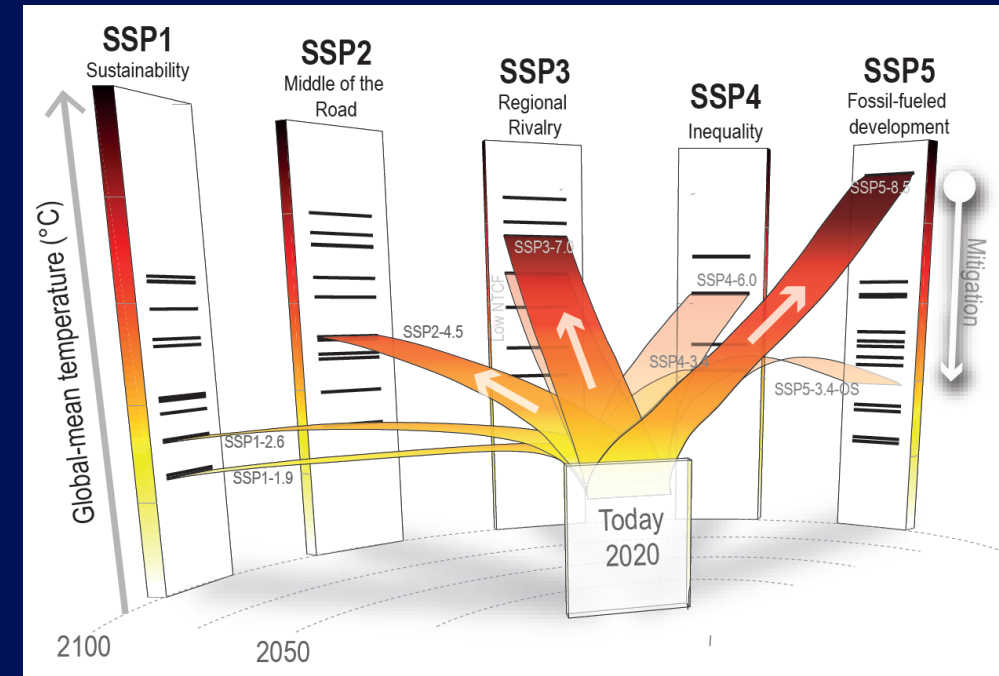 SSP1
Sustainability
SSP2
Middle of the
Road
SSP3
Regional
Rivalry
SSP4
Inequality
SSP5
Fossil-fueled
development
Global-mean temperature (°C)
SSP5-8.5
SSP3-7.0
Low NTCF
SSP4-6.0
SSP2-4.5
SSP4-3.4
SSP5-3.4-OS
SSP1-2.6
SSP1-1.9
Mitigation
Today
2020
2100
2050